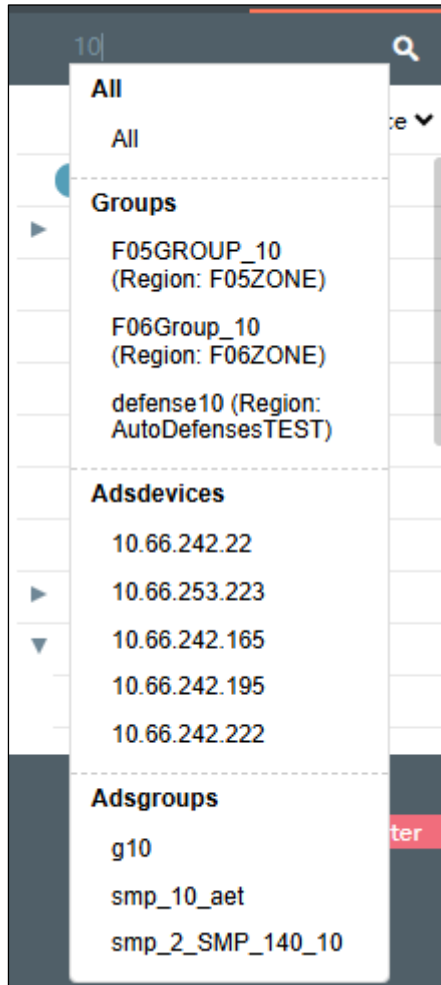 10
All
All
Groups
F05GROUP_10
(Region: F05ZONE)
F06Group_10
(Region: F06ZONE)
defense10 (Region:
AutoDefensesTEST)
Adsdevices
10.66.242.22
10.66.253.223
10.66.242.165
10.66.242.195
10.66.242.222
Adsgroups
g10
smp_10_aet
smp_2_SMP_140_10